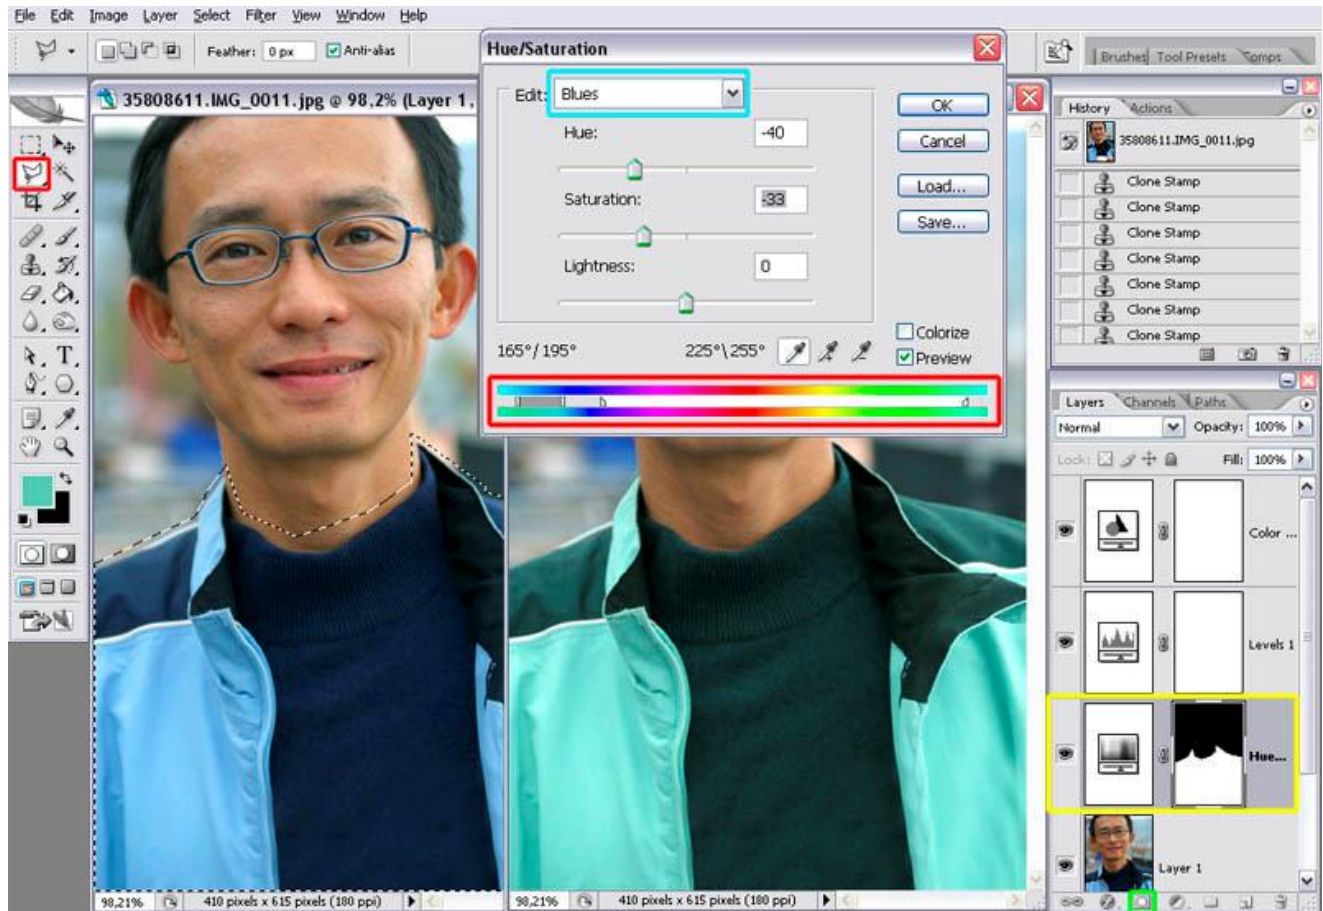 File Edit Image Layer Select Filter View Window Help
Feather: 0 px Anti-alias
Brushes Tool Presets Comps
35808611.IMG_0011.jpg @ 98,2% (Layer 1,
Hue/Saturation
Edit: Blues
Hue: -40
Saturation: -33
Lightness: 0
OK
Cancel
Load...
Save...
Colorize
Preview
165°/195° 225°\255°
History Actions
35808611.IMG_0011.jpg
Clone Stamp
Clone Stamp
Clone Stamp
Clone Stamp
Clone Stamp
Clone Stamp
Clone Stamp
Layers Channels Paths
Normal Opacity: 100%
Lock: Fill: 100%
Color ...
Levels 1
Hue...
Layer 1
T
98,21% 410 pixels x 615 pixels (180 ppi)
98,21% 410 pixels x 615 pixels (180 ppi)